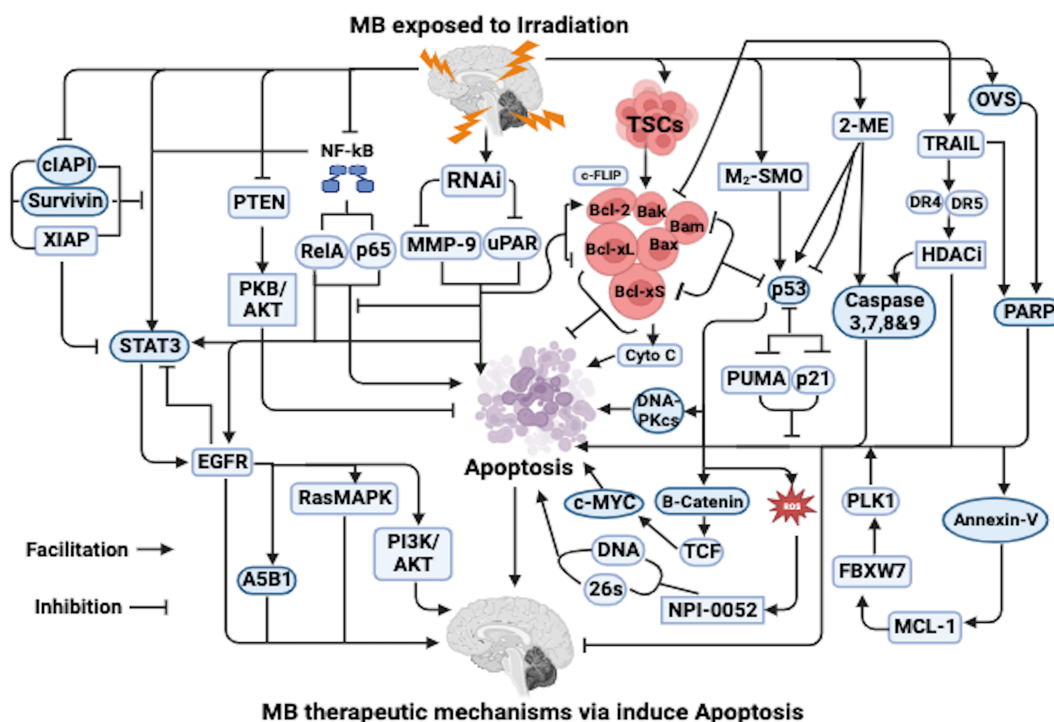 MB exposed to Irradiation
TSCs
OVS
2-ME
TRAIL
cIAPI
Survivin
XIAP
NF-kB
PTEN
RNAi
c-FLIP
M₂-SMO
DR4
DR5
Bcl-2
Bak
Bam
RelA
p65
MMP-9
uPAR
Bcl-xL
Bax
HDACi
PKB/
AKT
Bcl-xS
p53
Caspase
3,7,8&9
PARP
STAT3
Cyto C
PUMA
p21
DNA-
PKcs
EGFR
Apoptosis
RasMAPK
c-MYC
B-Catenin
ROS
PLK1
Annexin-V
Facilitation
PI3K/
AKT
DNA
TCF
A5B1
26s
FBXW7
Inhibition
NPI-0052
MCL-1
MB therapeutic mechanisms via induce Apoptosis